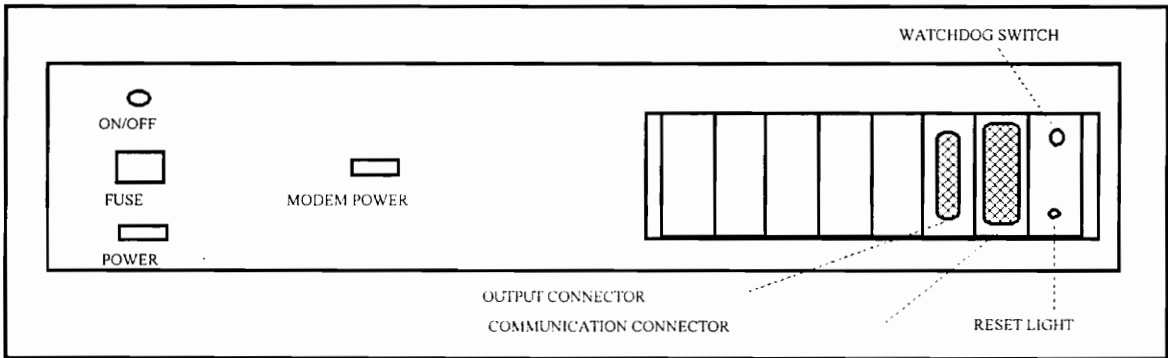 WATCHDOG SWITCH
ON/OFF
FUSE
MODEM POWER
POWER
OUTPUT CONNECTOR
COMMUNICATION CONNECTOR
RESET LIGHT